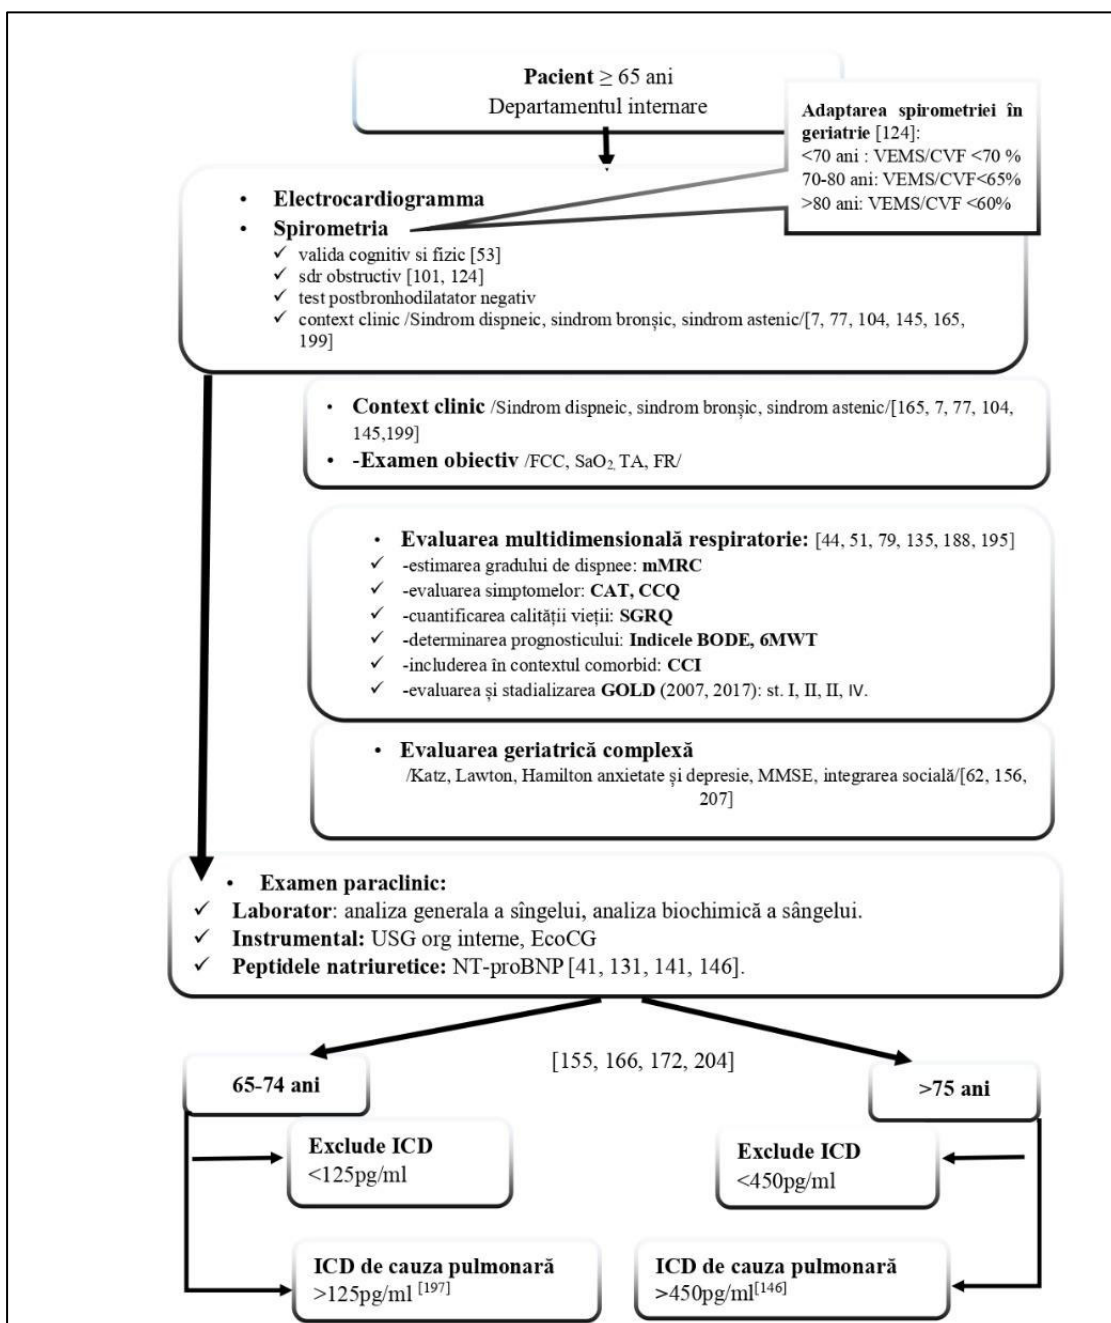 Pacient ≥ 65 ani
Departamentul internare
Adaptarea spirometriei în
geriatrie [124]:
<70 ani : VEMS/CVF <70 %
70-80 ani: VEMS/CVF<65%
>80 ani: VEMS/CVF <60%
• Electrocardiograma
• Spirometria
✓ valida cognitiv si fizic [53]
✓ sdr obstructiv [101, 124]
✓ test postbronhodilatator negativ
✓ context clinic /Sindrom dispneic, sindrom bronșic, sindrom astenic/[7, 77, 104, 145, 165,
199]
• Context clinic /Sindrom dispneic, sindrom bronșic, sindrom astenic/[165, 7, 77, 104,
145,199]
• -Examen obiectiv /FCC, SaO2, TA, FR/
• Evaluarea multidimensională respiratorie: [44, 51, 79, 135, 188, 195]
✓ -estimarea gradului de dispnee: mMRC
✓ -evaluarea simptomelor: CAT, CCQ
✓ -cuantificarea calității vieții: SGRQ
✓ -determinarea prognosticului: Indicele BODE, 6MWT
✓ -includerea în contextul comorbid: CCI
✓ -evaluarea și stadializarea GOLD (2007, 2017): st. I, II, II, IV.
• Evaluarea geriatrică complexă
/Katz, Lawton, Hamilton anxietate și depresie, MMSE, integrarea socială/[62, 156,
207]
• Examen paraclinic:
✓ Laborator: analiza generala a sîngelui, analiza biochimică a sângelui.
✓ Instrumental: USG org interne, EcoCG
✓ Peptidele natriuretice: NT-proBNP [41, 131, 141, 146].
[155, 166, 172, 204]
65-74 ani
>75 ani
Exclude ICD
<125pg/ml
Exclude ICD
<450pg/ml
ICD de cauza pulmonară
>125pg/ml [197]
ICD de cauza pulmonară
>450pg/ml[146]